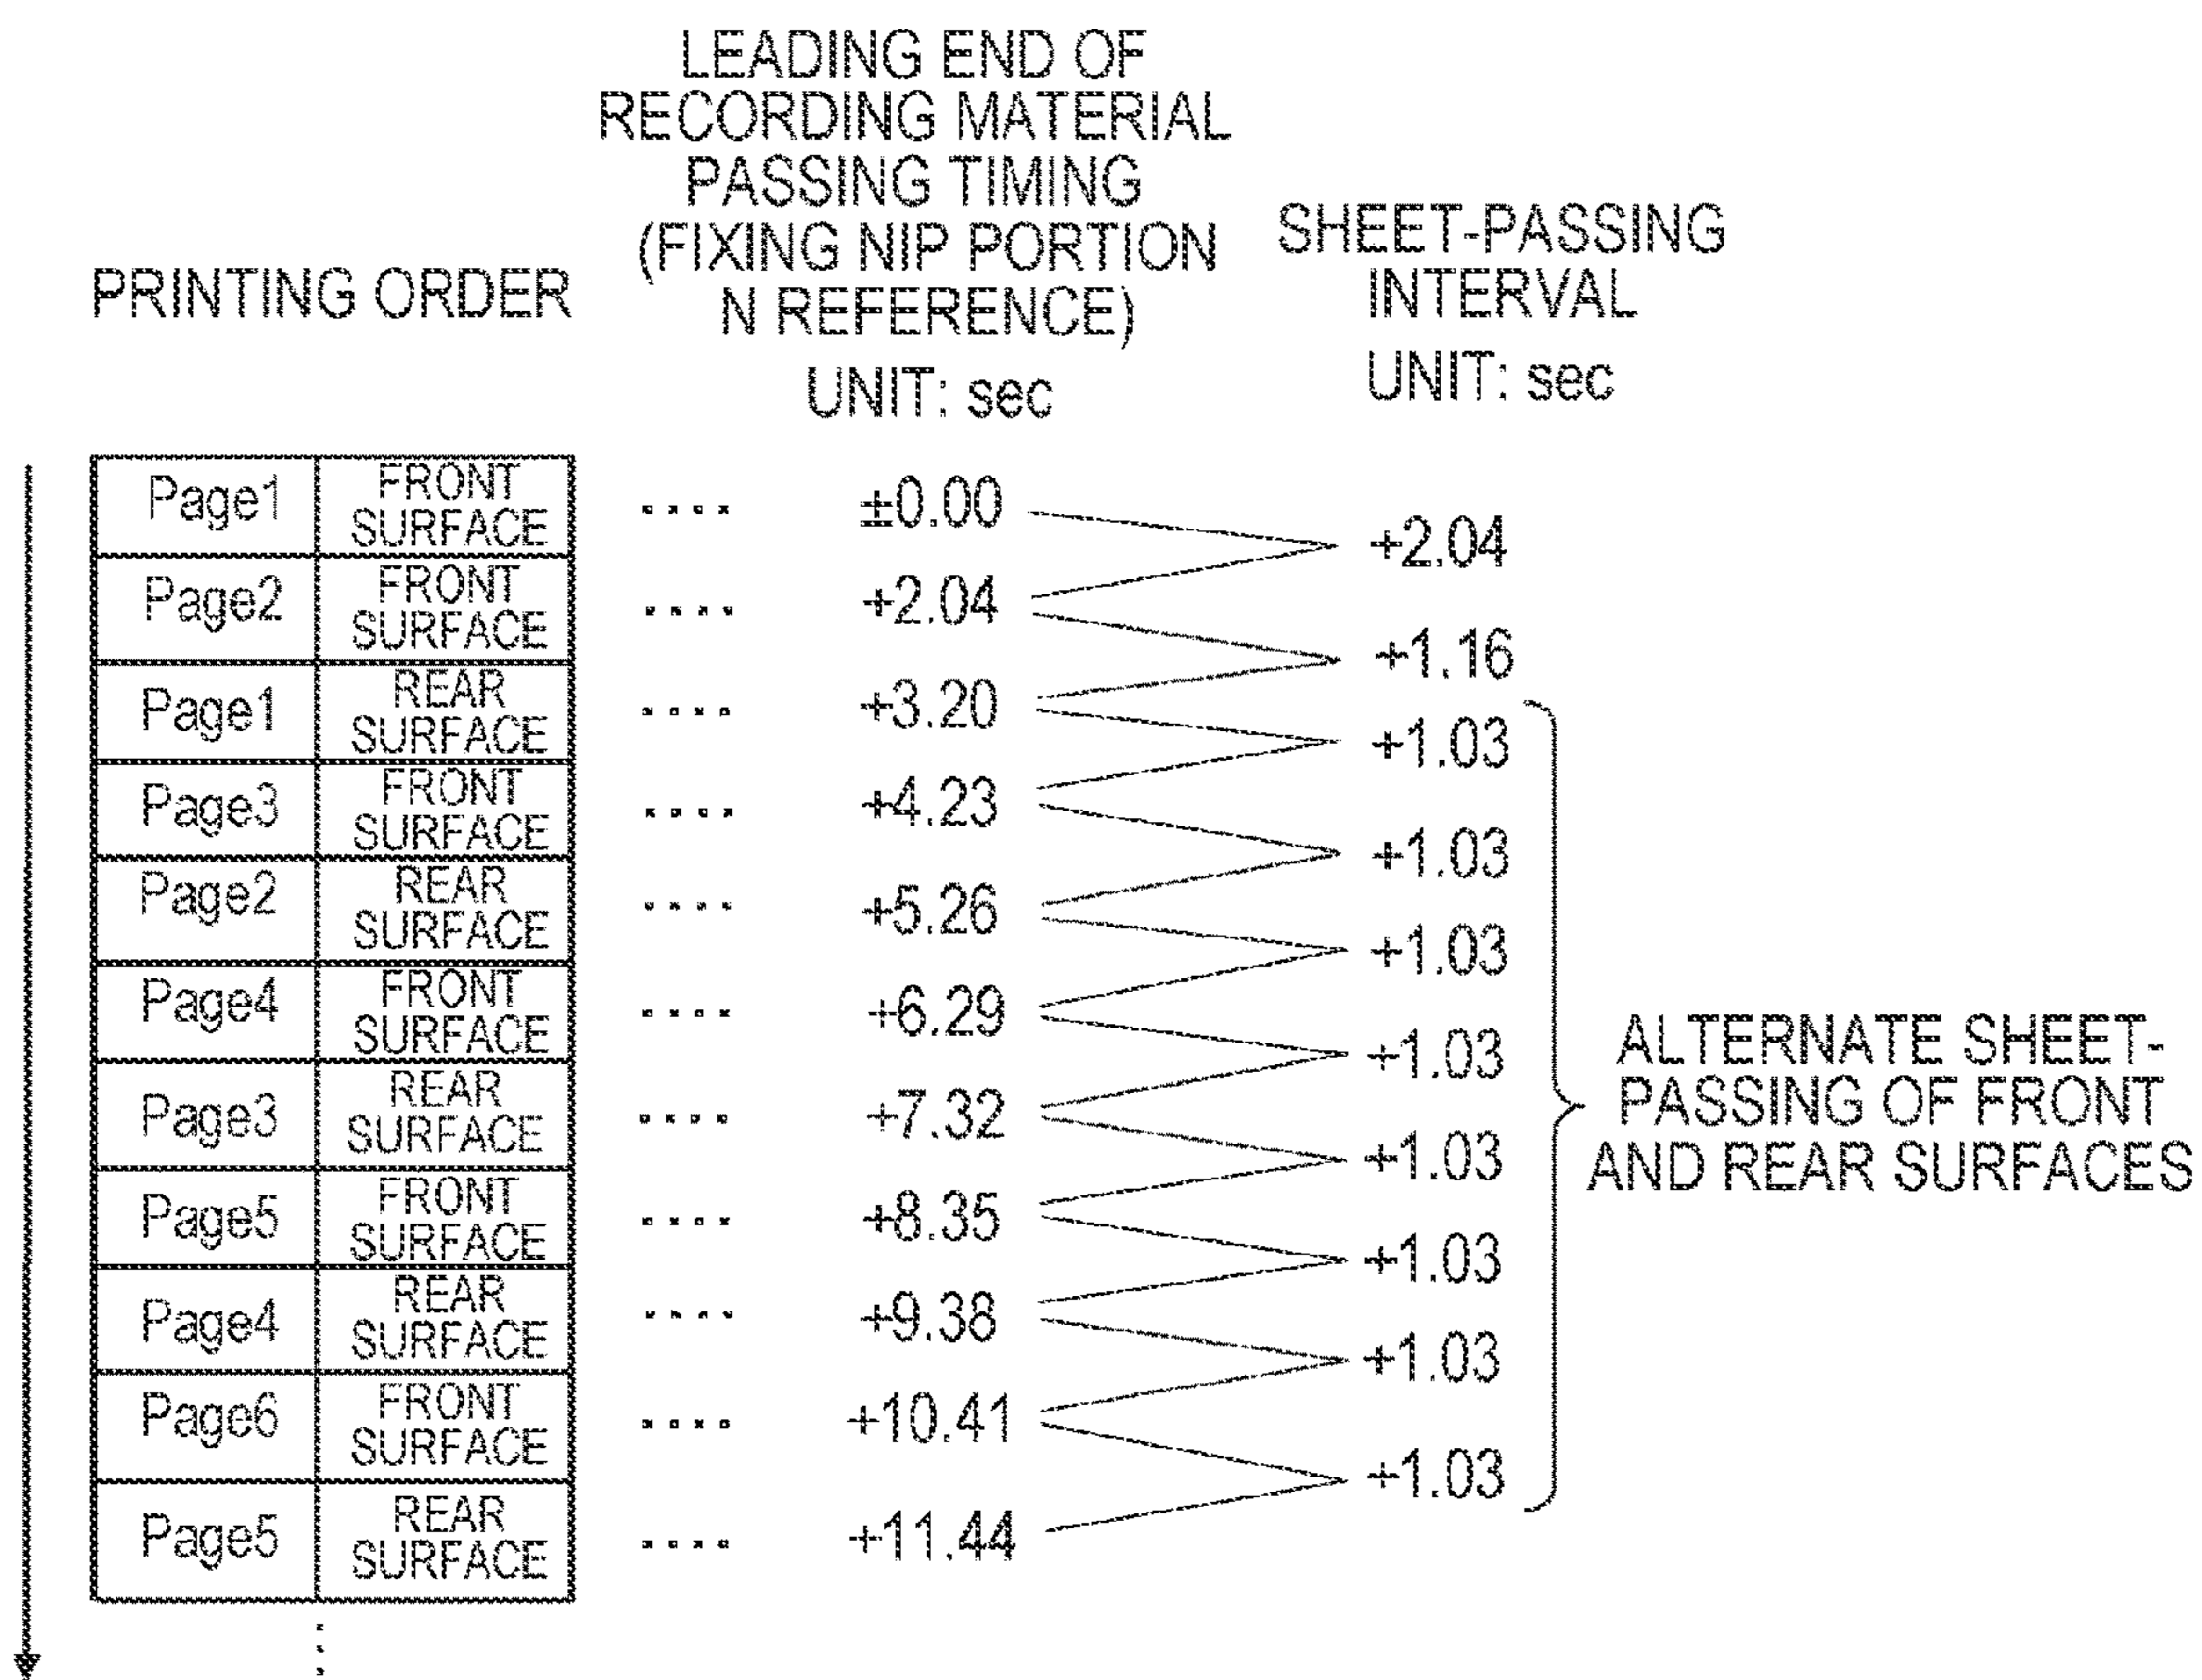 LEADING END OF
RECORDING MATERIAL
PASSING TIMING
(FIXING NIP PORTION
N REFERENCE)
UNIT: sec
SHEET-PASSING
INTERVAL
UNIT: sec
PRINTING ORDER
Page1 FRONT SURFACE .... ±0.00
+2.04
Page2 FRONT SURFACE .... +2.04
+1.16
Page1 REAR SURFACE .... +3.20
+1.03
Page3 FRONT SURFACE .... +4.23
+1.03
Page2 REAR SURFACE .... +5.26
+1.03
Page4 FRONT SURFACE .... +6.29
+1.03
Page3 REAR SURFACE .... +7.32
+1.03
Page5 FRONT SURFACE .... +8.35
+1.03
Page4 REAR SURFACE .... +9.38
+1.03
Page6 FRONT SURFACE .... +10.41
+1.03
Page5 REAR SURFACE .... +11.44
ALTERNATE SHEET-
PASSING OF FRONT
AND REAR SURFACES